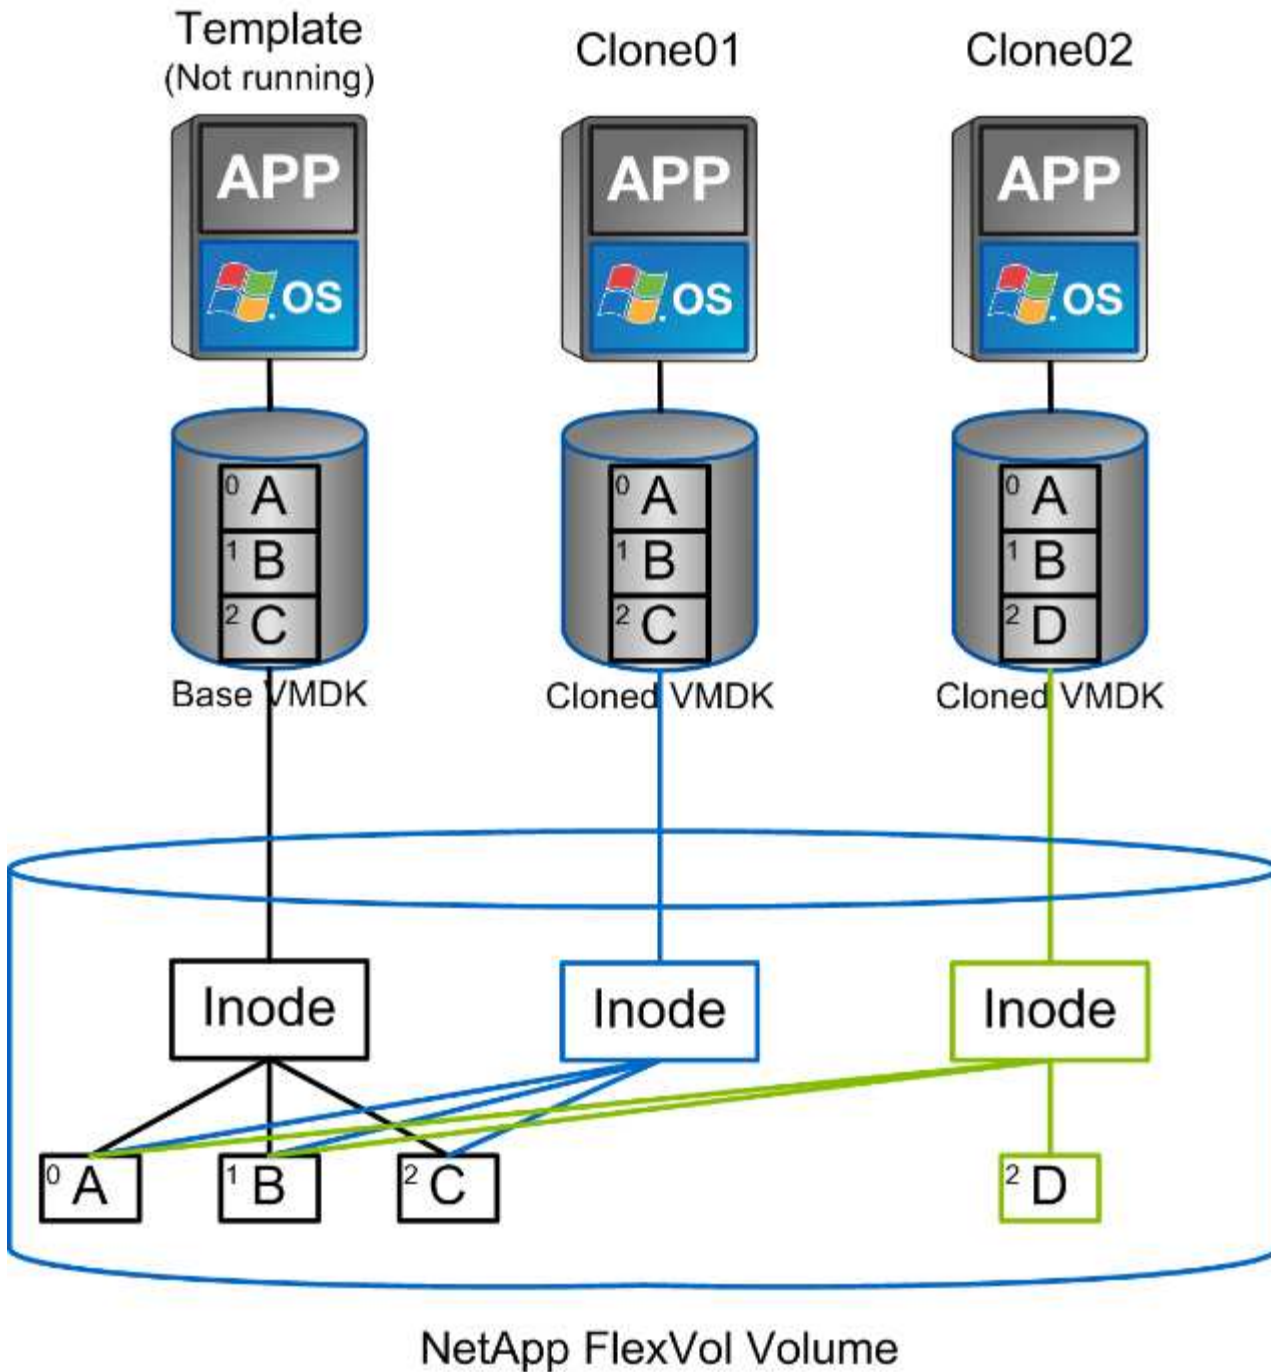 Template
(Not running)
Clone01
Clone02
APP
APP
APP
OS
OS
OS
0 A
1 B
2 C
0 A
1 B
2 C
0 A
1 B
2 D
Base VMDK
Cloned VMDK
Cloned VMDK
Inode
Inode
Inode
0 A
1 B
2 C
2 D
NetApp FlexVol Volume